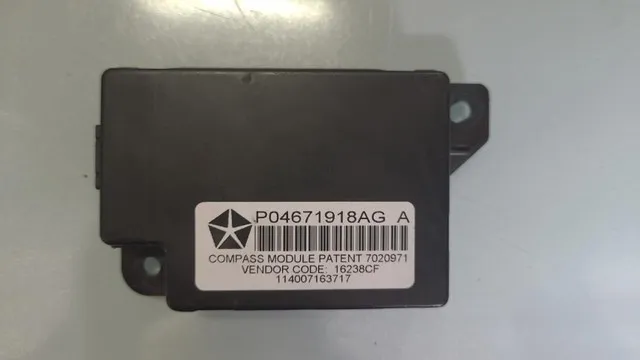 P04671918AG A
COMPASS MODULE PATENT 7020971
VENDOR CODE: 16238CF
114007163717